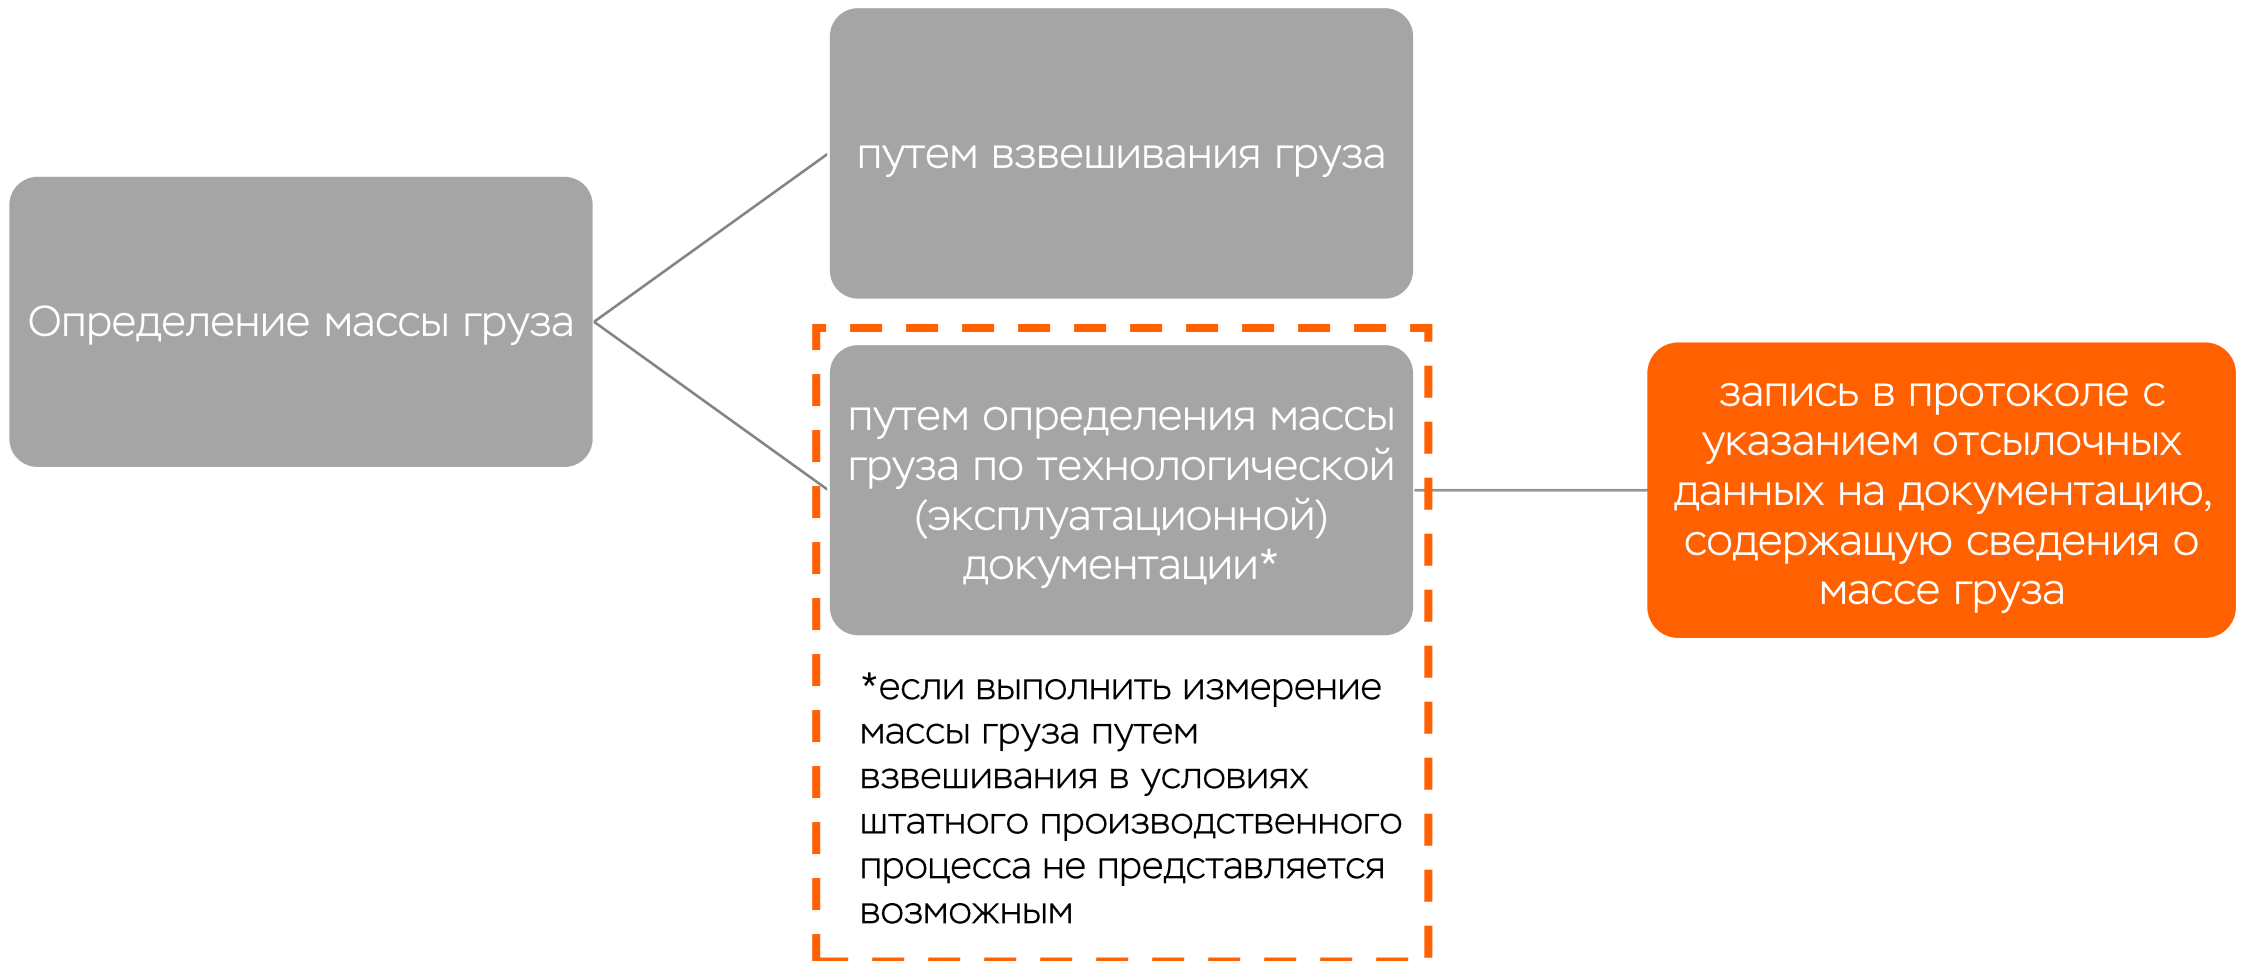 Определение массы груза
путем взвешивания груза
путем определения массы
груза по технологической
(эксплуатационной)
документации*
*если выполнить измерение
массы груза путем
взвешивания в условиях
штатного производственного
процесса не представляется
возможным
запись в протоколе с
указанием отсылочных
данных на документацию,
содержащую сведения о
массе груза